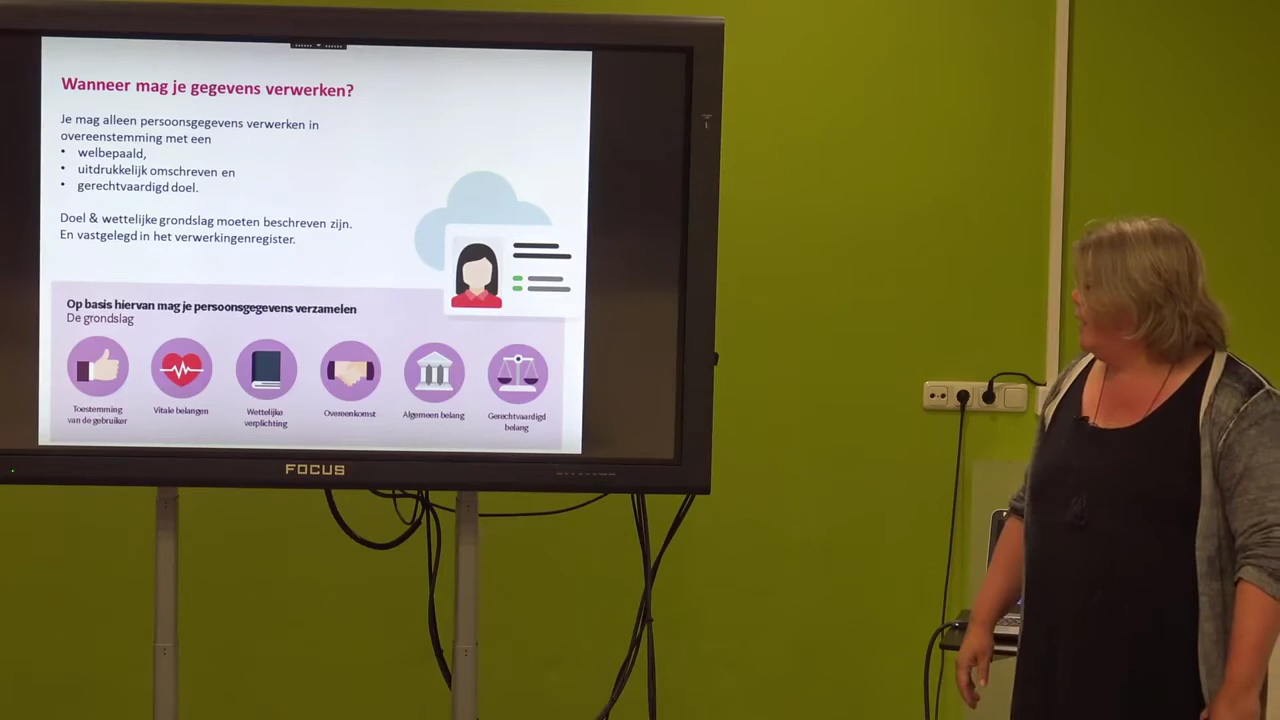 Wanneer mag je gegevens verwerken?
Je mag alleen persoonsgegevens verwerken in
overeenstemming met een
• welbepaald,
• uitdrukkelijk omschreven en
• gerechtvaardigd doel.
Doel & wettelijke grondslag moeten beschreven zijn.
En vastgelegd in het verwerkingenregister.
Op basis hiervan mag je persoonsgegevens verzamelen
De grondslag
Toestemming
van de gebruiker
Vitale belangen
Wettelijke
verplichting
Overeenkomst
Algemeen belang
Gerechtvaardigd
belang
FOCUS